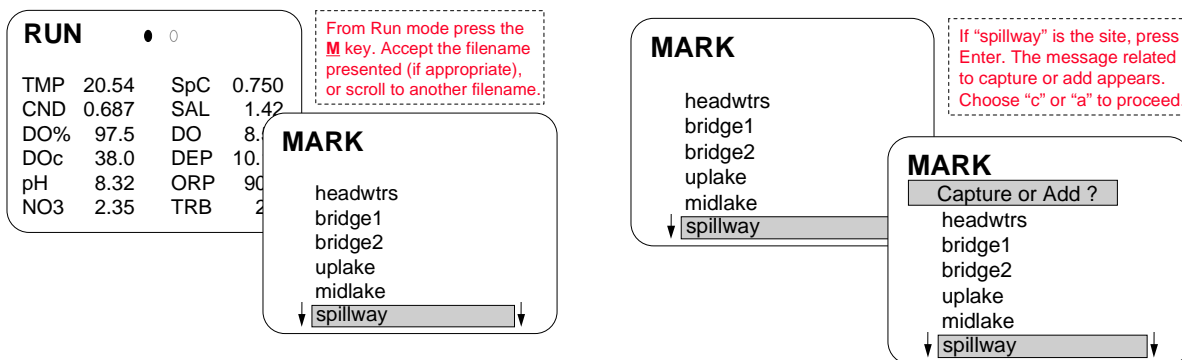 RUN
TMP 20.54 SpC 0.750
CND 0.687 SAL 1.42
DO% 97.5 DO 8.
DOc 38.0 DEP 10.
pH 8.32 ORP 90
NO3 2.35 TRB 2
From Run mode press the
M key. Accept the filename
presented (if appropriate),
or scroll to another filename.
MARK
headwtrs
bridge1
bridge2
uplake
midlake
spillway
MARK
headwtrs
bridge1
bridge2
uplake
midlake
spillway
If “spillway” is the site, press
Enter. The message related
to capture or add appears.
Choose “c” or “a” to proceed.
MARK
Capture or Add ?
headwtrs
bridge1
bridge2
uplake
midlake
spillway